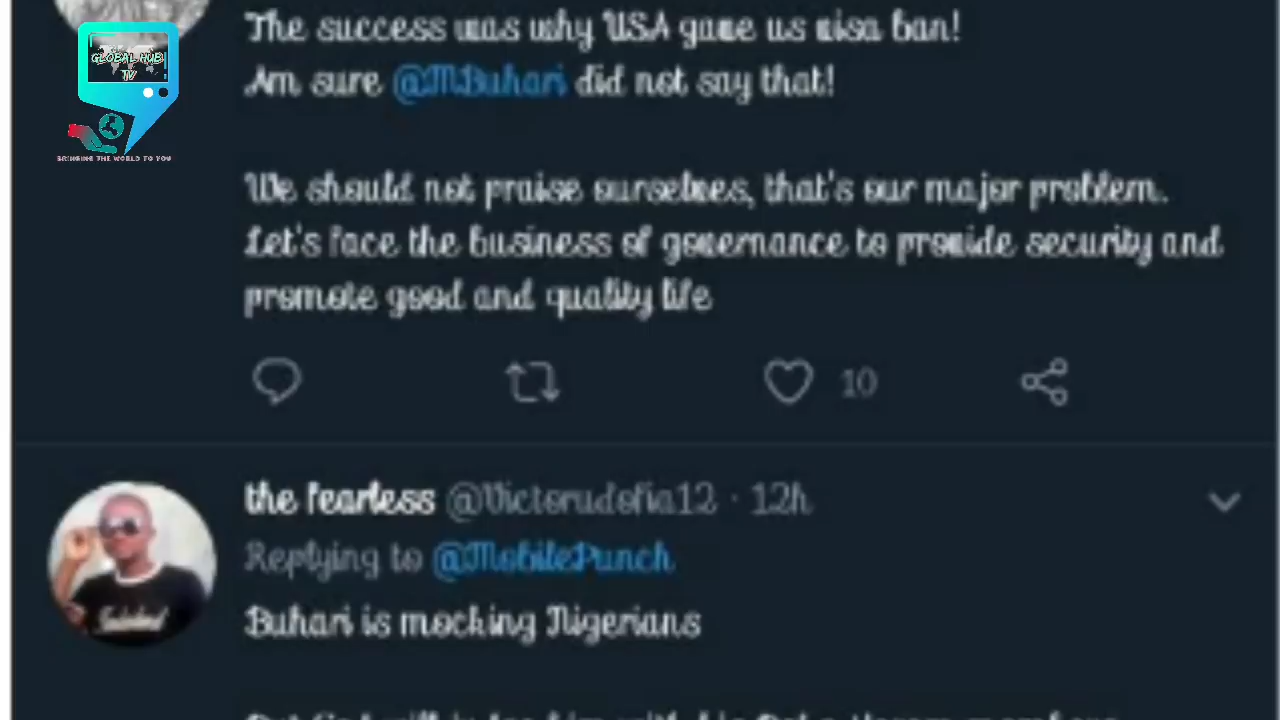 The success was why USA gave us visa ban!
Am sure @MBuhari did not say that!
GLOBAL HUB
TV
BRINGING THE WORLD TO YOU
We should not praise ourselves, that's our major problem.
Let's face the business of governance to provide security and
promote good and quality life
10
the fearless @Victorudofia12 · 12h
Replying to @MobilePunch
Buhari is mocking Nigerians